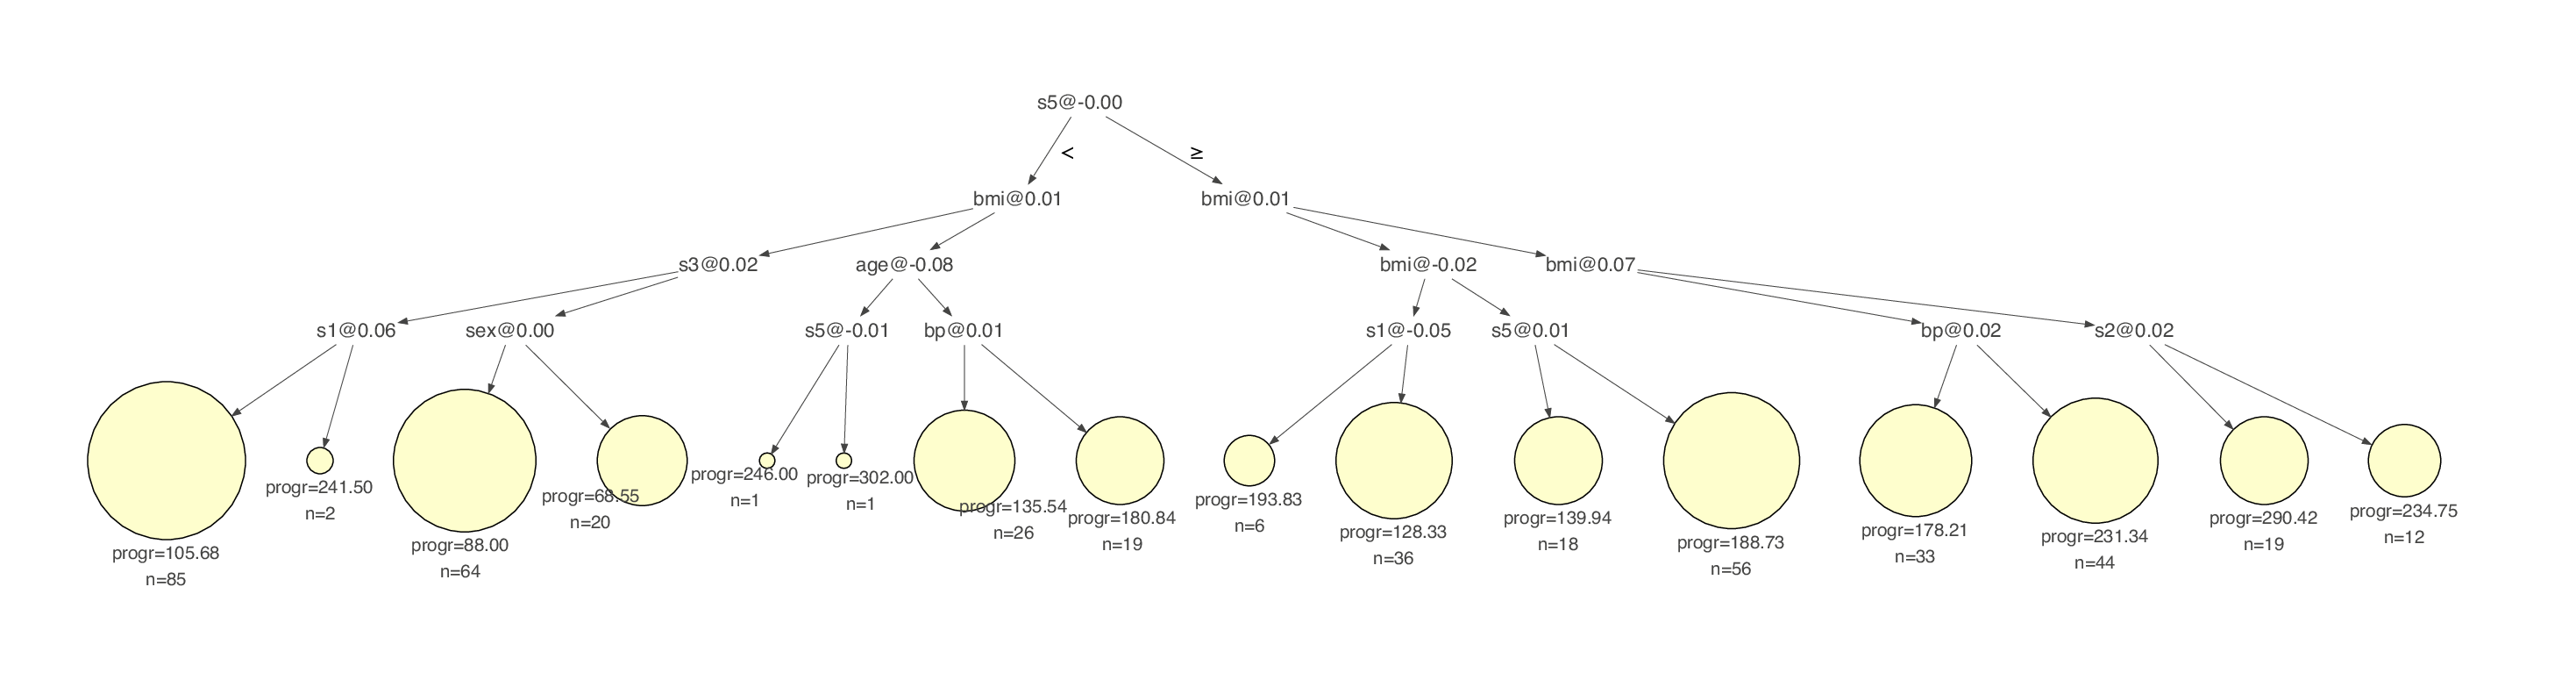 s5@-0.00
<
≥
bmi@0.01
bmi@0.01
s3@0.02
age@-0.08
bmi@-0.02
bmi@0.07
s1@0.06
sex@0.00
s5@-0.01
bp@0.01
s1@-0.05
s5@0.01
bp@0.02
s2@0.02
progr=105.68
n=85
progr=241.50
n=2
progr=88.00
n=64
progr=68.55
n=20
progr=246.00
n=1
progr=302.00
n=1
progr=135.54
n=26
progr=180.84
n=19
progr=193.83
n=6
progr=128.33
n=36
progr=139.94
n=18
progr=188.73
n=56
progr=178.21
n=33
progr=231.34
n=44
progr=290.42
n=19
progr=234.75
n=12